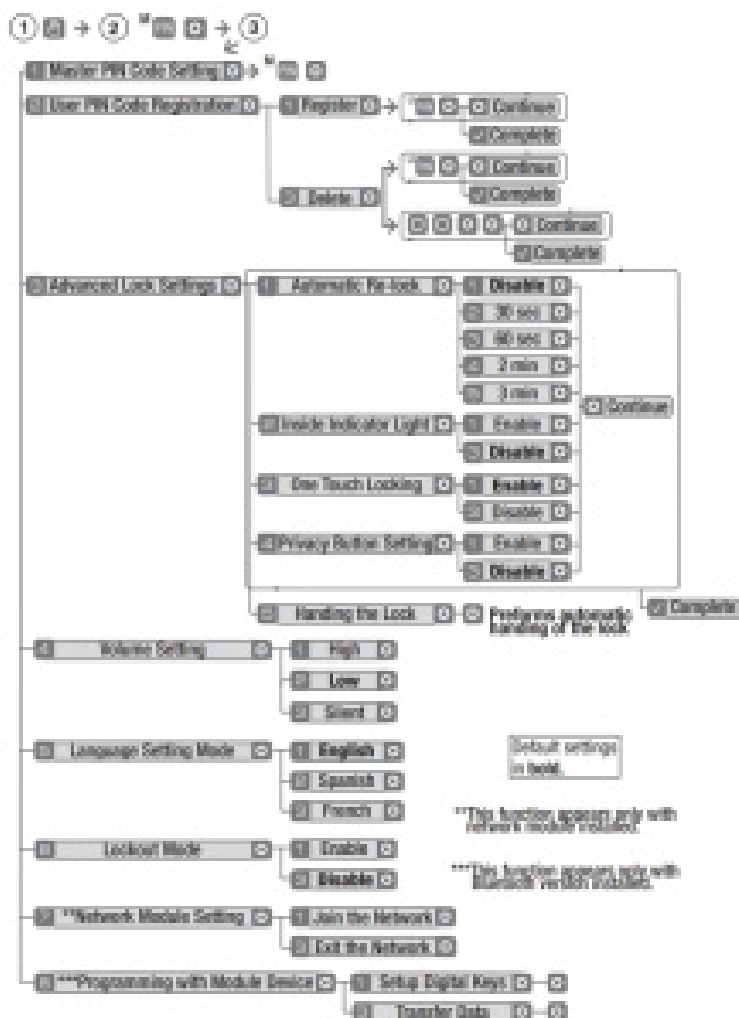 1 → 2 → 3
Master PIN Code Setting
User PIN Code Registration Register Continue
Complete
Continue
Delete Complete
Continue
Complete
Advanced Lock Settings Automatic Re-lock Disable
30 sec
60 sec
2 min
3 min
Continue
Inside Indicator Light Enable
Disable
One Touch Locking Enable
Disable
Privacy Button Setting Enable
Disable
Handing the Lock Performs automatic
handing of the lock.
Complete
Volume Setting High
Low
Silent
Language Setting Mode English
Spanish
French
Default settings
in bold.
**This function appears only with
network module installed.
Lockout Mode Enable
Disable
***This function appears only with
Bluetooth version installed.
**Network Module Setting Join the Network
Exit the Network
***Programming with Module Device Setup Digital Keys
Transfer Data